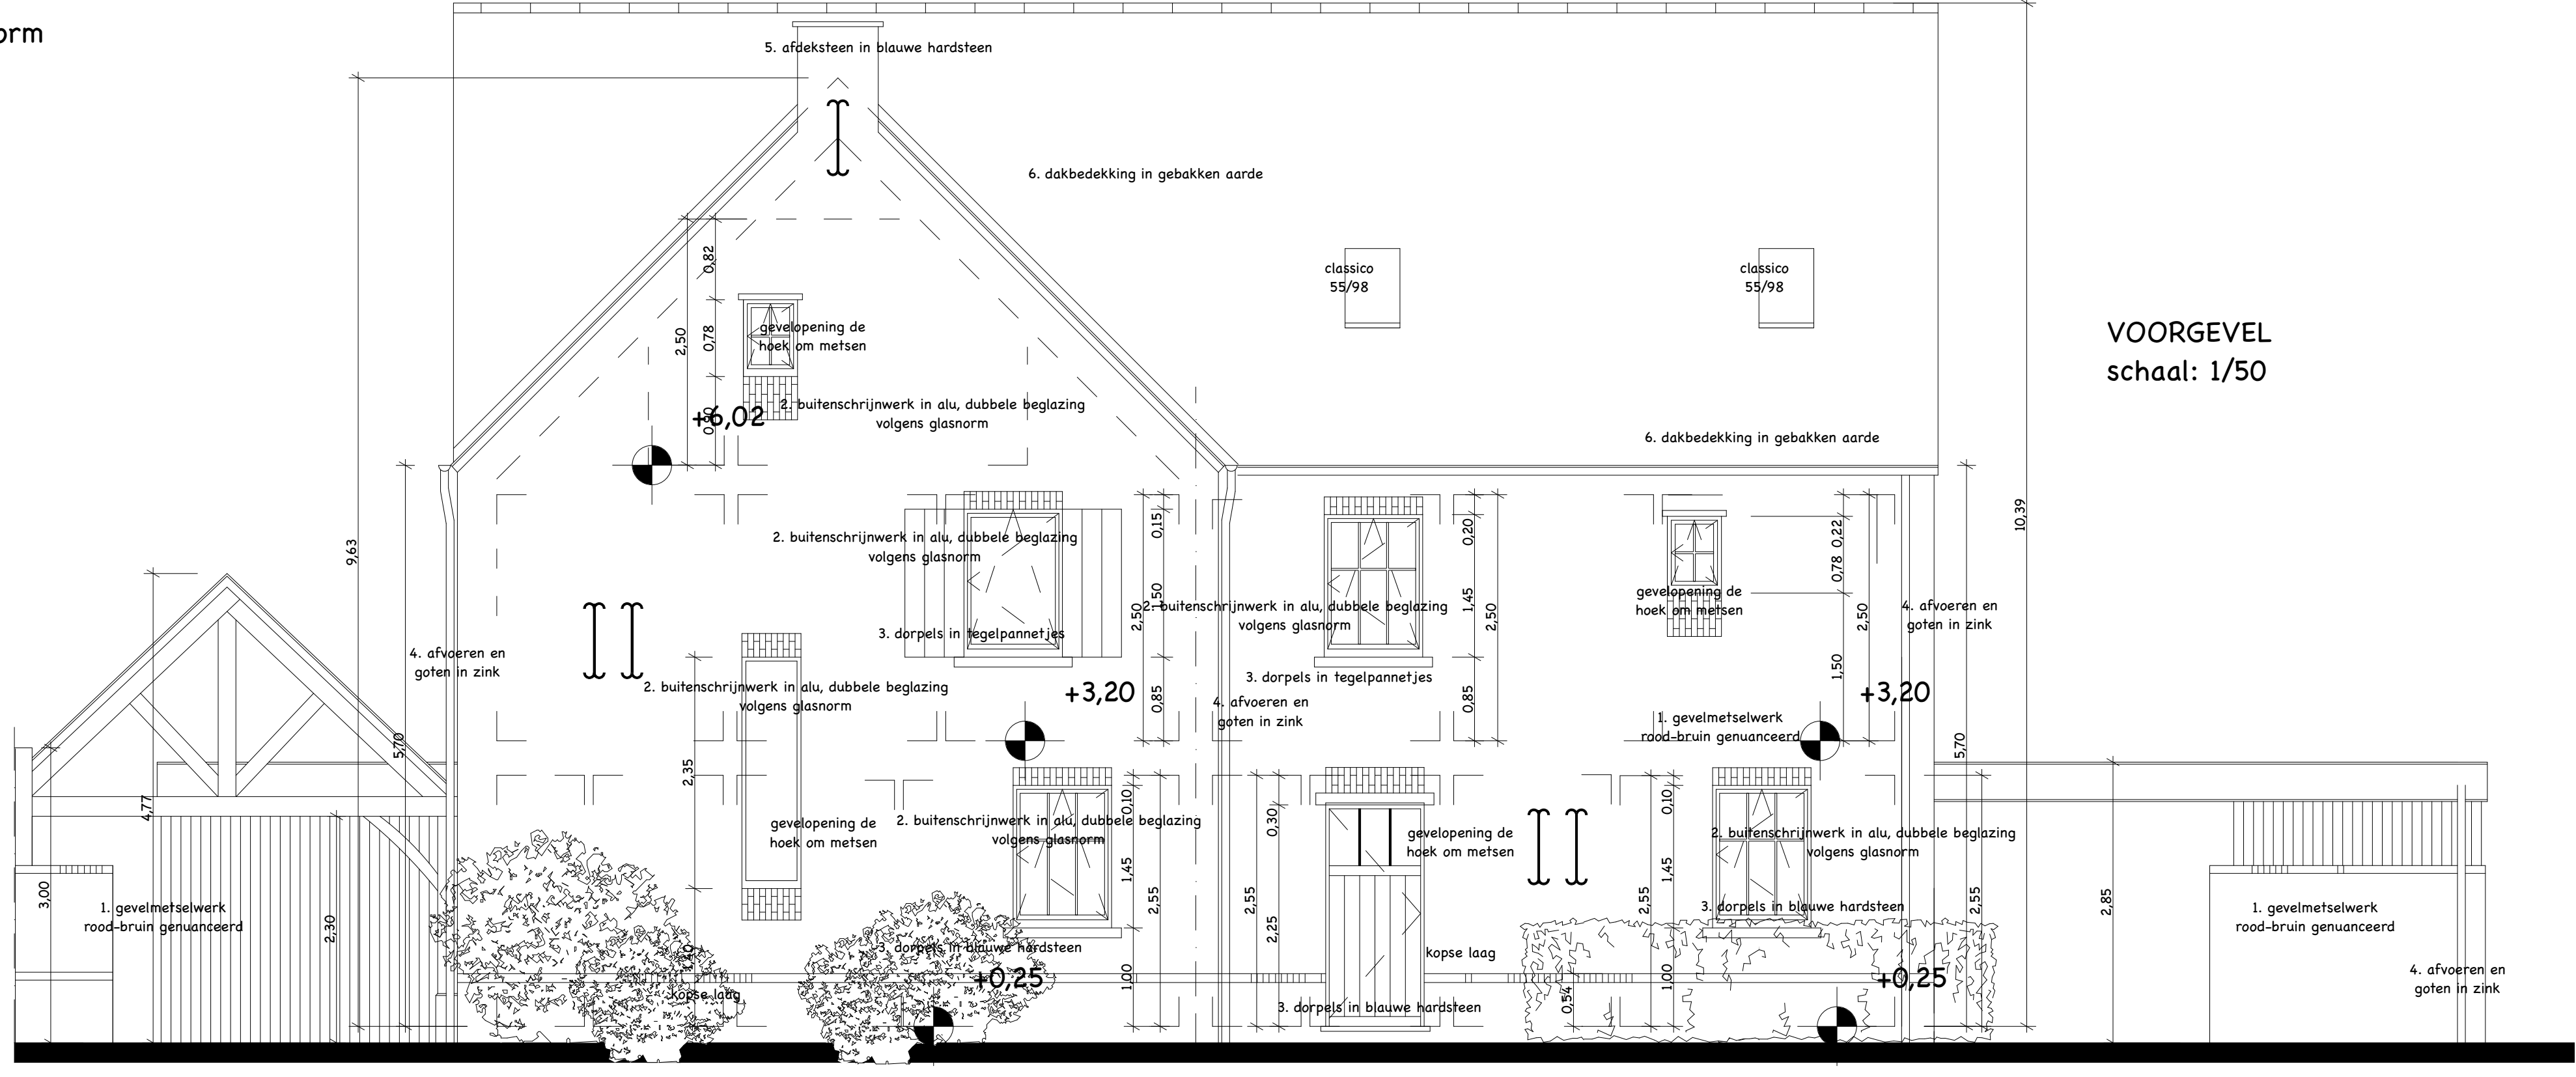 orm
5. afdeksteen in blauwe hardsteen
6. dakbedekking in gebakken aarde
0,82
classico
55/98
classico
55/98
gevelopening de
hoek om metsen
2,50
0,78
VOORGEVEL
schaal: 1/50
2. buitenschrijnwerk in alu, dubbele beglazing
volgens glasnorm
+6,02
6. dakbedekking in gebakken aarde
9,63
10,39
0,15
0,20
0,22
2. buitenschrijnwerk in alu, dubbele beglazing
volgens glasnorm
0,78
2. buitenschrijnwerk in alu, dubbele beglazing
volgens glasnorm
2,50
1,50
1,45
2,50
gevelopening de
hoek om metsen
2,50
4. afvoeren en
goten in zink
3. dorpels in tegelpannetjes
4. afvoeren en
goten in zink
1,50
3. dorpels in tegelpannetjes
2. buitenschrijnwerk in alu, dubbele beglazing
volgens glasnorm
+3,20
0,85
4. afvoeren en
goten in zink
0,85
+3,20
1. gevelmetselwerk
rood-bruin genuanceerd
5,70
5,70
2,35
4,77
0,10
0,30
0,10
gevelopening de
hoek om metsen
2. buitenschrijnwerk in alu, dubbele beglazing
volgens glasnorm
gevelopening de
hoek om metsen
2. buitenschrijnwerk in alu, dubbele beglazing
volgens glasnorm
1,45
1,45
3,00
1. gevelmetselwerk
rood-bruin genuanceerd
2,30
2,55
2,55
2,25
2,55
3. dorpels in blauwe hardsteen
2,55
2,85
1. gevelmetselwerk
rood-bruin genuanceerd
3. dorpels in blauwe hardsteen
kopse laag
+0,25
1,00
1,00
+0,25
4. afvoeren en
goten in zink
kopse laag
3. dorpels in blauwe hardsteen
0,54